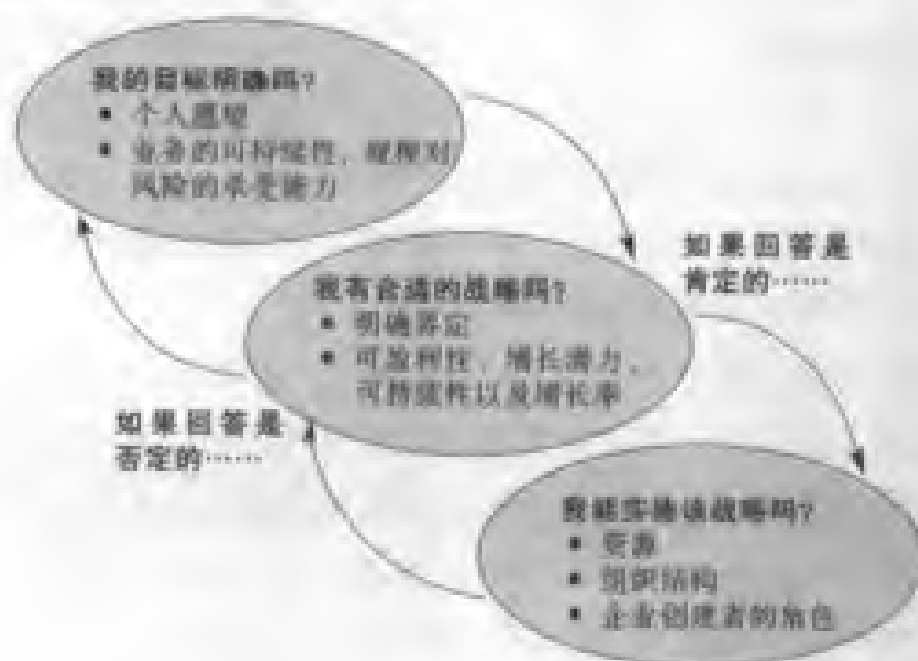 我的目标明确吗?
▪ 个人愿望
▪ 业务的可持续性、规模对
风险的承受能力
如果回答是
肯定的……
我有合适的战略吗?
▪ 明确界定
▪ 可盈利性、增长潜力、
可持续性以及增长率
如果回答是
否定的……
我能实施该战略吗?
▪ 资源
▪ 组织结构
▪ 企业创建者的角色